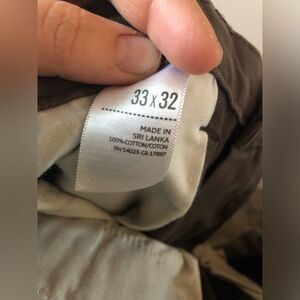 33 x 32
MADE IN
SRI LANKA
100% COTTON/COTON
RN 54023 CA 17897